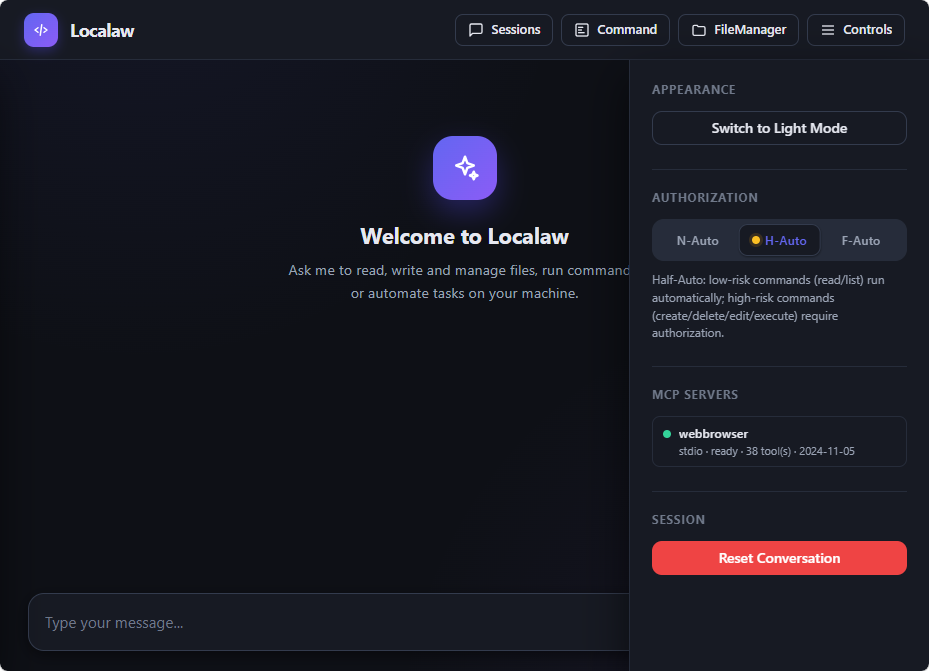 </> Localaw
Sessions
Command
FileManager
Controls
Welcome to Localaw
Ask me to read, write and manage files, run command
or automate tasks on your machine.
Type your message...
APPEARANCE
Switch to Light Mode
AUTHORIZATION
N-Auto
H-Auto
F-Auto
Half-Auto: low-risk commands (read/list) run
automatically; high-risk commands
(create/delete/edit/execute) require
authorization.
MCP SERVERS
webbrowser
stdio · ready · 38 tool(s) · 2024-11-05
SESSION
Reset Conversation